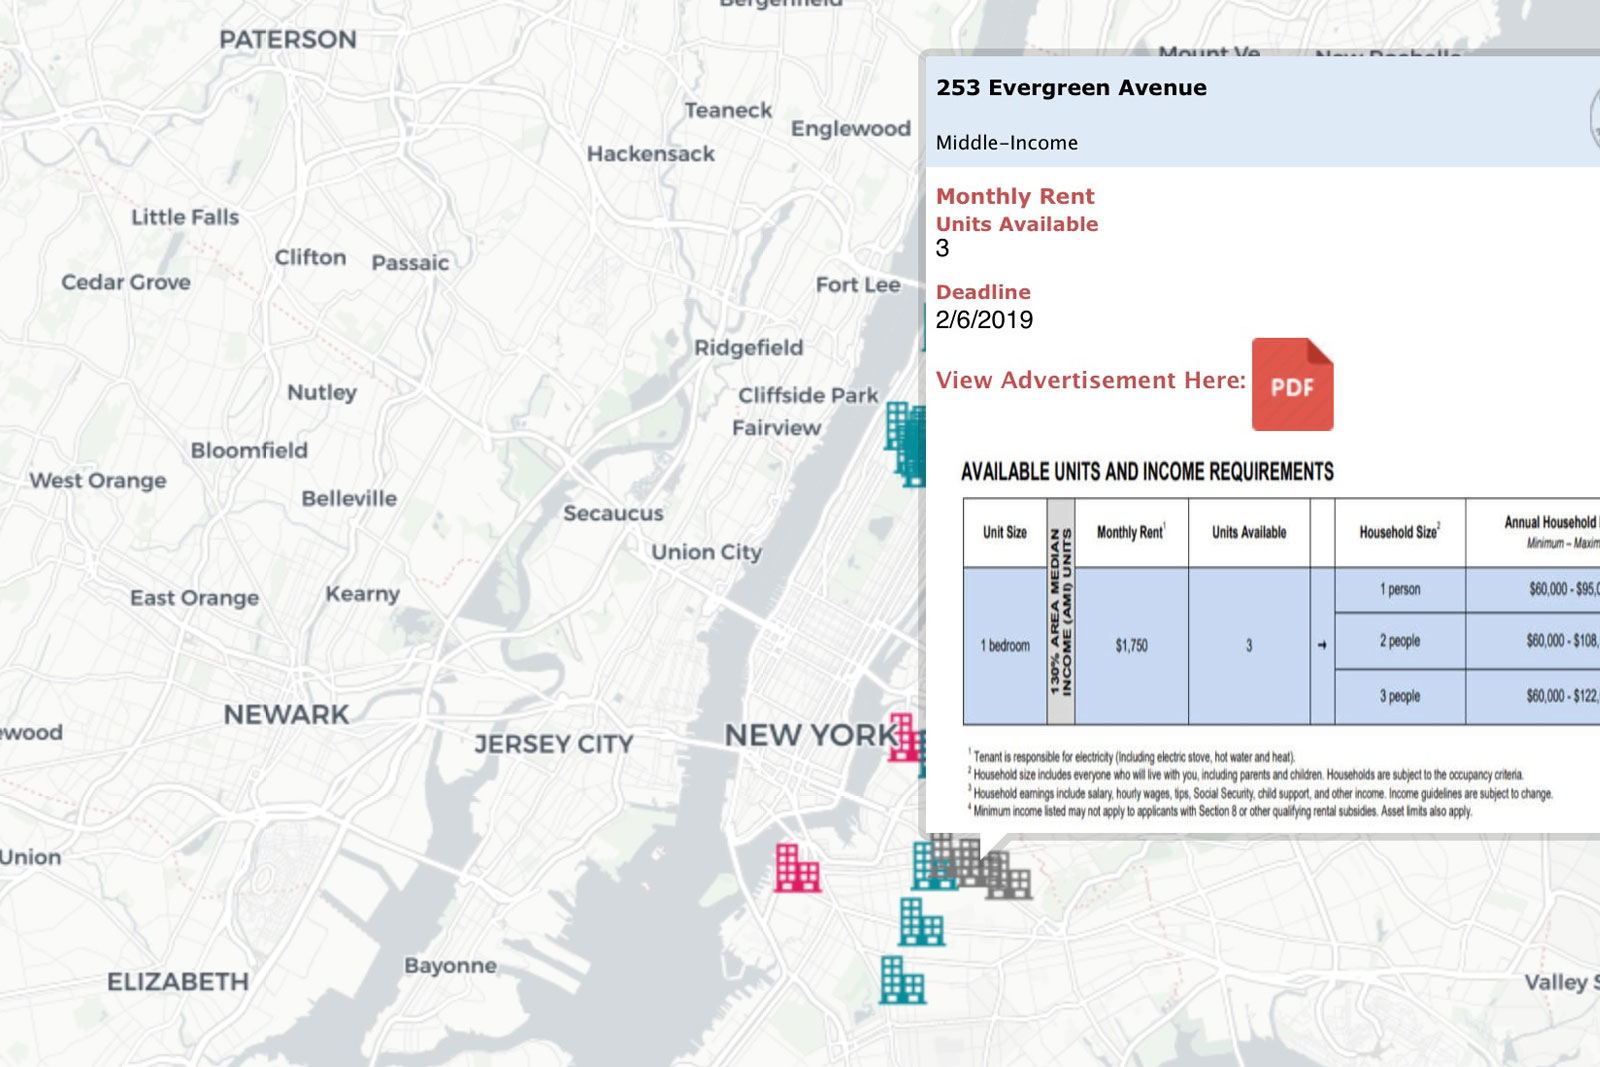 Bergenfield
PATERSON
Mount Ve
New Rochelle
Teaneck
Englewood
Hackensack
Little Falls
Clifton
Passaic
Cedar Grove
Fort Lee
Ridgefield
Nutley
Cliffside Park
Fairview
Bloomfield
West Orange
Belleville
Secaucus
Union City
East Orange
Kearny
NEWARK
ewood
JERSEY CITY
NEW YORK
Union
Bayonne
ELIZABETH
Valley S
253 Evergreen Avenue
Middle-Income
Monthly Rent
Units Available
3
Deadline
2/6/2019
View Advertisement Here:
PDF
AVAILABLE UNITS AND INCOME REQUIREMENTS
Unit Size
130% AREA MEDIAN
INCOME (AMI) UNITS
Monthly Rent1
Units Available
Household Size2
Annual Household
Minimum – Maxim
1 bedroom
$1,750
3
→
1 person
$60,000 - $95,0
2 people
$60,000 - $108,
3 people
$60,000 - $122,
1 Tenant is responsible for electricity (Including electric stove, hot water and heat).
2 Household size includes everyone who will live with you, including parents and children. Households are subject to the occupancy criteria.
3 Household earnings include salary, hourly wages, tips, Social Security, child support, and other income. Income guidelines are subject to change.
4 Minimum income listed may not apply to applicants with Section 8 or other qualifying rental subsidies. Asset limits also apply.